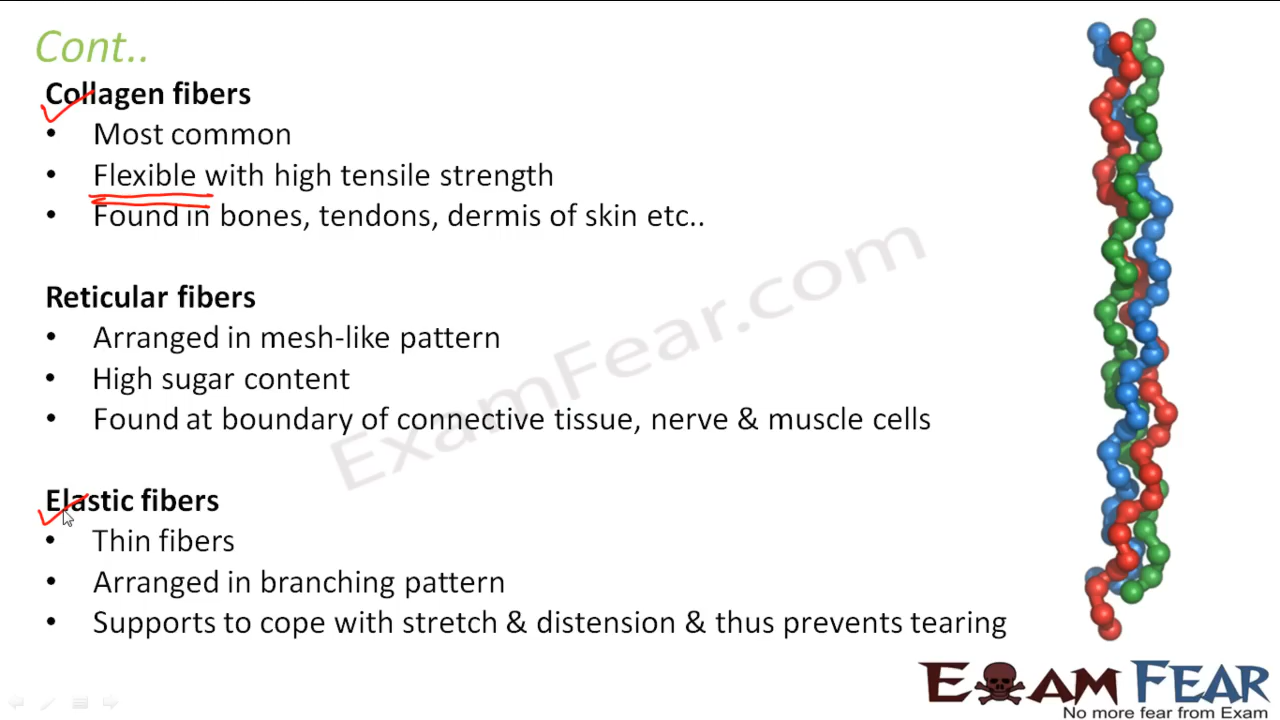 Cont..
Collagen fibers
• Most common
• Flexible with high tensile strength
• Found in bones, tendons, dermis of skin etc..
Reticular fibers
• Arranged in mesh-like pattern
• High sugar content
• Found at boundary of connective tissue, nerve & muscle cells
Elastic fibers
• Thin fibers
• Arranged in branching pattern
• Supports to cope with stretch & distension & thus prevents tearing
ExamFear.com
EXAM FEAR
No more fear from Exam